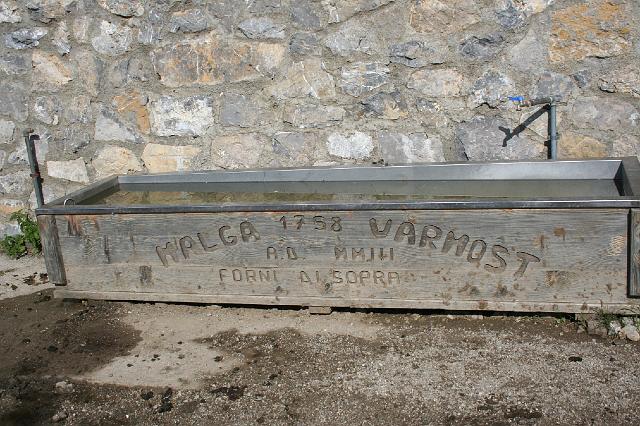 MALGA 1758 VARMOST
A.D MMIII
FORNI DI SOPRA